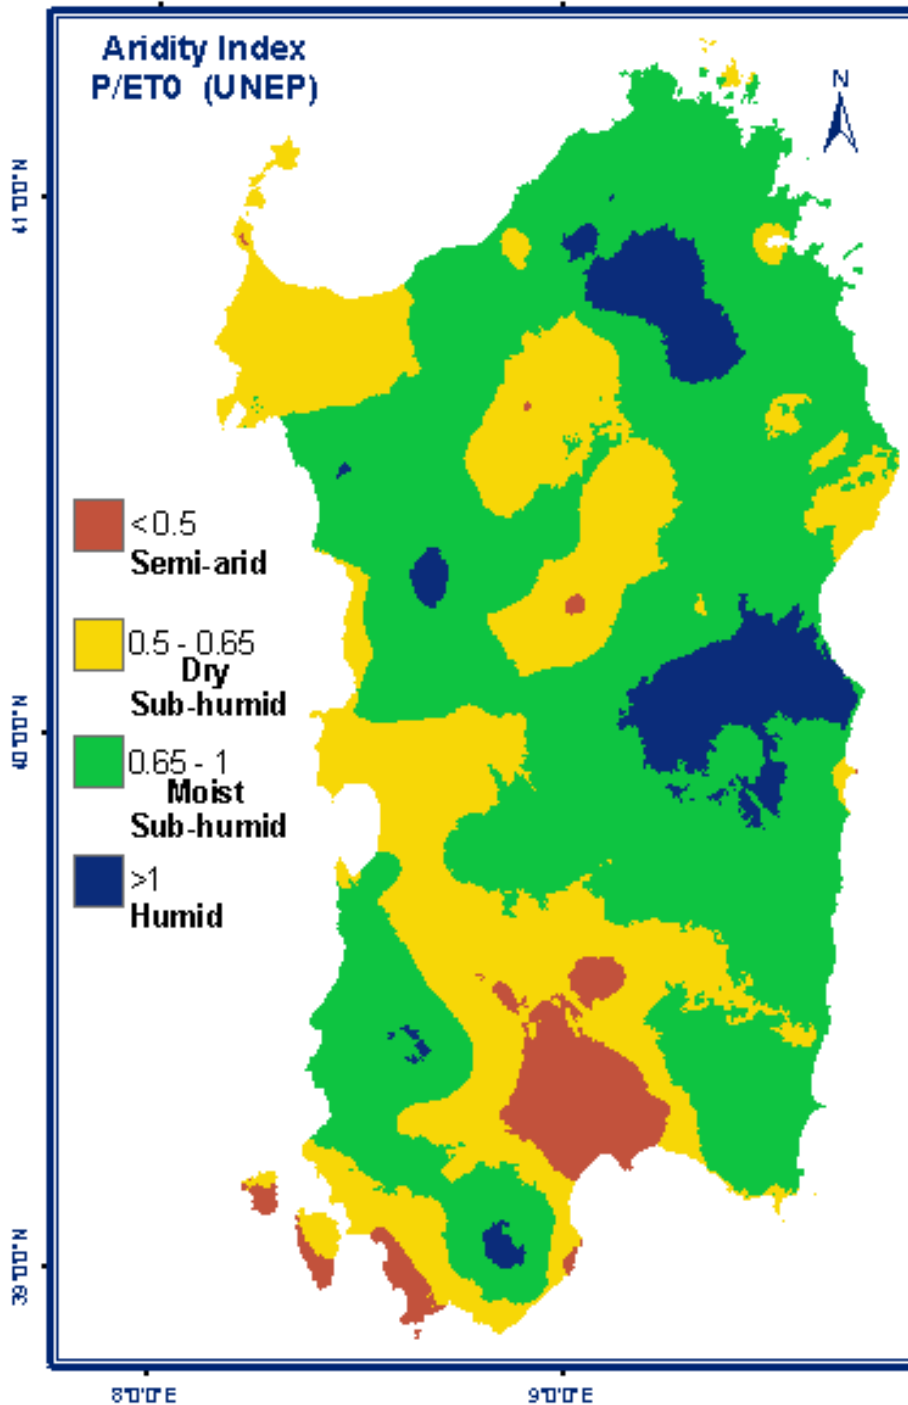 Aridity Index
P/ET0 (UNEP)
N
41°0'0"N
<0.5
Semi-arid
0.5 - 0.65
Dry
Sub-humid
40°0'0"N
0.65 - 1
Moist
Sub-humid
>1
Humid
39°0'0"N
8°0'0"E
9°0'0"E